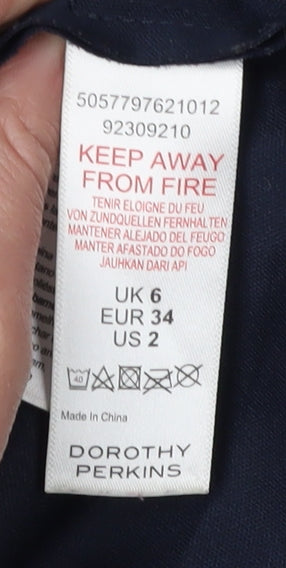 5057797621012
92309210
KEEP AWAY
FROM FIRE
TENIR ELOIGNE DU FEU
VON ZUNDQUELLEN FERNHALTEN
MANTENER ALEJADO DEL FEUGO
MANTER AFASTADO DO FOGO
JAUHKAN DARI API
UK 6
EUR 34
US 2
40
Made In China
DOROTHY
PERKINS